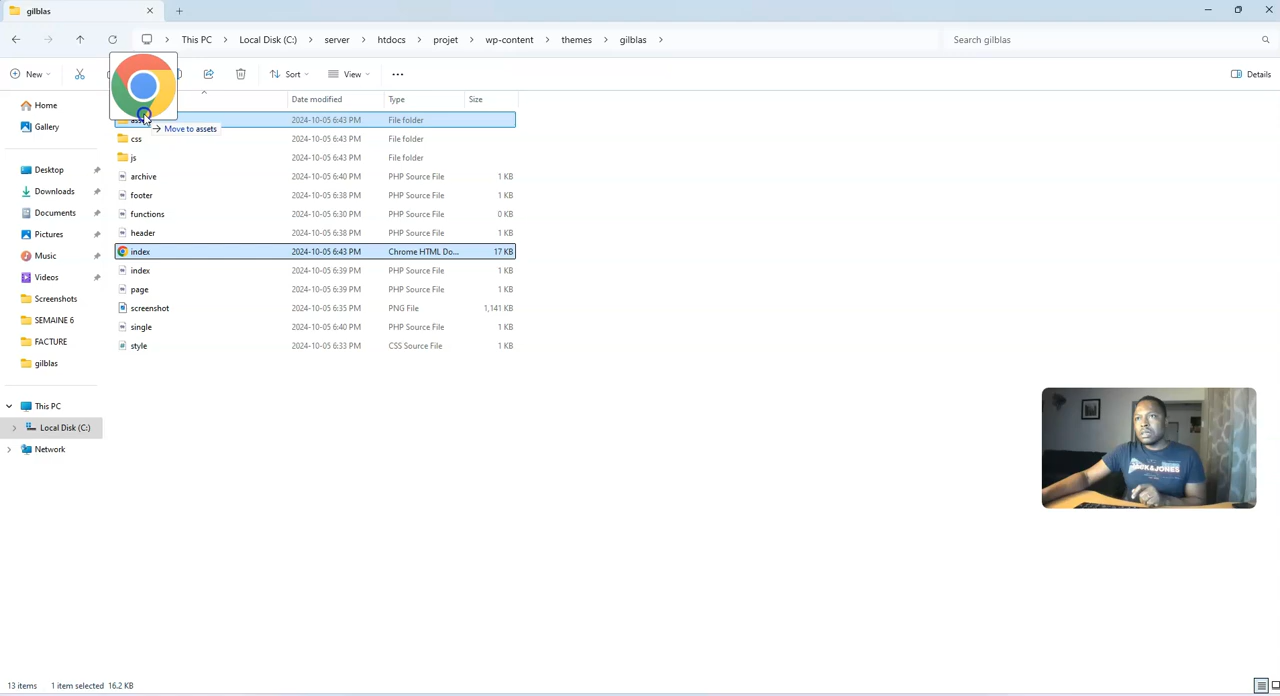 gilblas
This PC > Local Disk (C:) > server > htdocs > projet > wp-content > themes > gilblas >
Search gilblas
New
Sort
View
Details
Date modified Type Size
2024-10-05 6:43 PM File folder
Move to assets
css 2024-10-05 6:43 PM File folder
js 2024-10-05 6:43 PM File folder
archive 2024-10-05 6:40 PM PHP Source File 1 KB
footer 2024-10-05 6:38 PM PHP Source File 1 KB
functions 2024-10-05 6:30 PM PHP Source File 0 KB
header 2024-10-05 6:38 PM PHP Source File 1 KB
index 2024-10-05 6:43 PM Chrome HTML Do... 17 KB
index 2024-10-05 6:39 PM PHP Source File 1 KB
page 2024-10-05 6:39 PM PHP Source File 1 KB
screenshot 2024-10-05 6:35 PM PNG File 1,141 KB
single 2024-10-05 6:40 PM PHP Source File 1 KB
style 2024-10-05 6:33 PM CSS Source File 1 KB
Home
Gallery
Desktop
Downloads
Documents
Pictures
Music
Videos
Screenshots
SEMAINE 6
FACTURE
gilblas
This PC
Local Disk (C:)
Network
13 items 1 item selected 16.2 KB